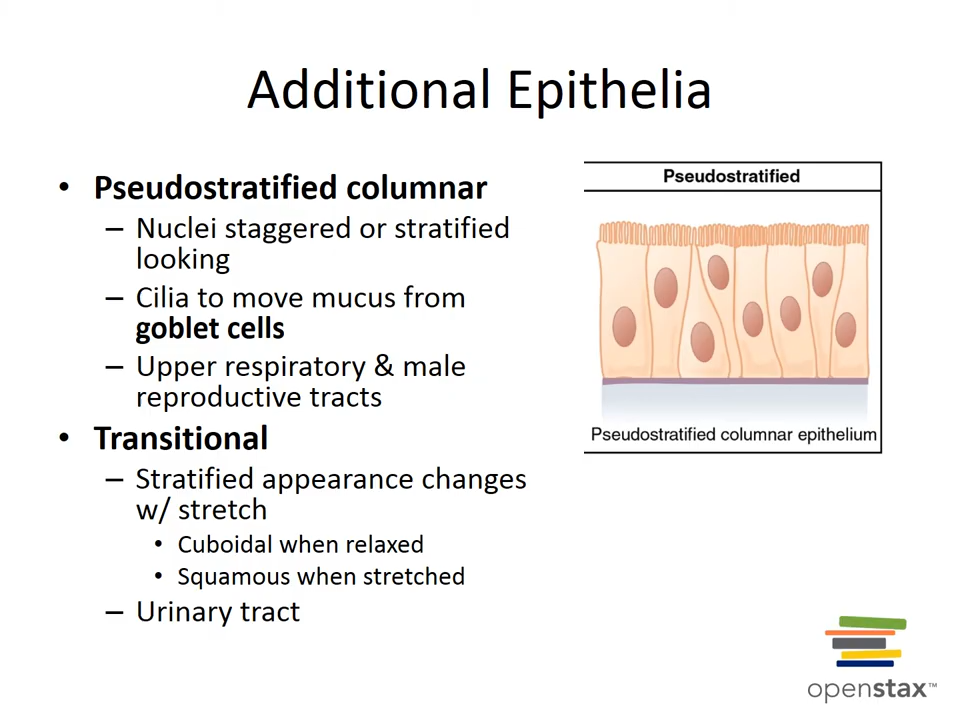 Additional Epithelia
• Pseudostratified columnar
– Nuclei staggered or stratified
looking
– Cilia to move mucus from
goblet cells
– Upper respiratory & male
reproductive tracts
• Transitional
– Stratified appearance changes
w/ stretch
• Cuboidal when relaxed
• Squamous when stretched
– Urinary tract
Pseudostratified
Pseudostratified columnar epithelium
openstax™